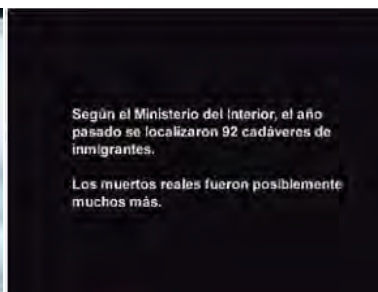 Según el Ministerio del Interior, el año
pasado se localizaron 92 cadáveres de
inmigrantes.
Los muertos reales fueron posiblemente
muchos más.